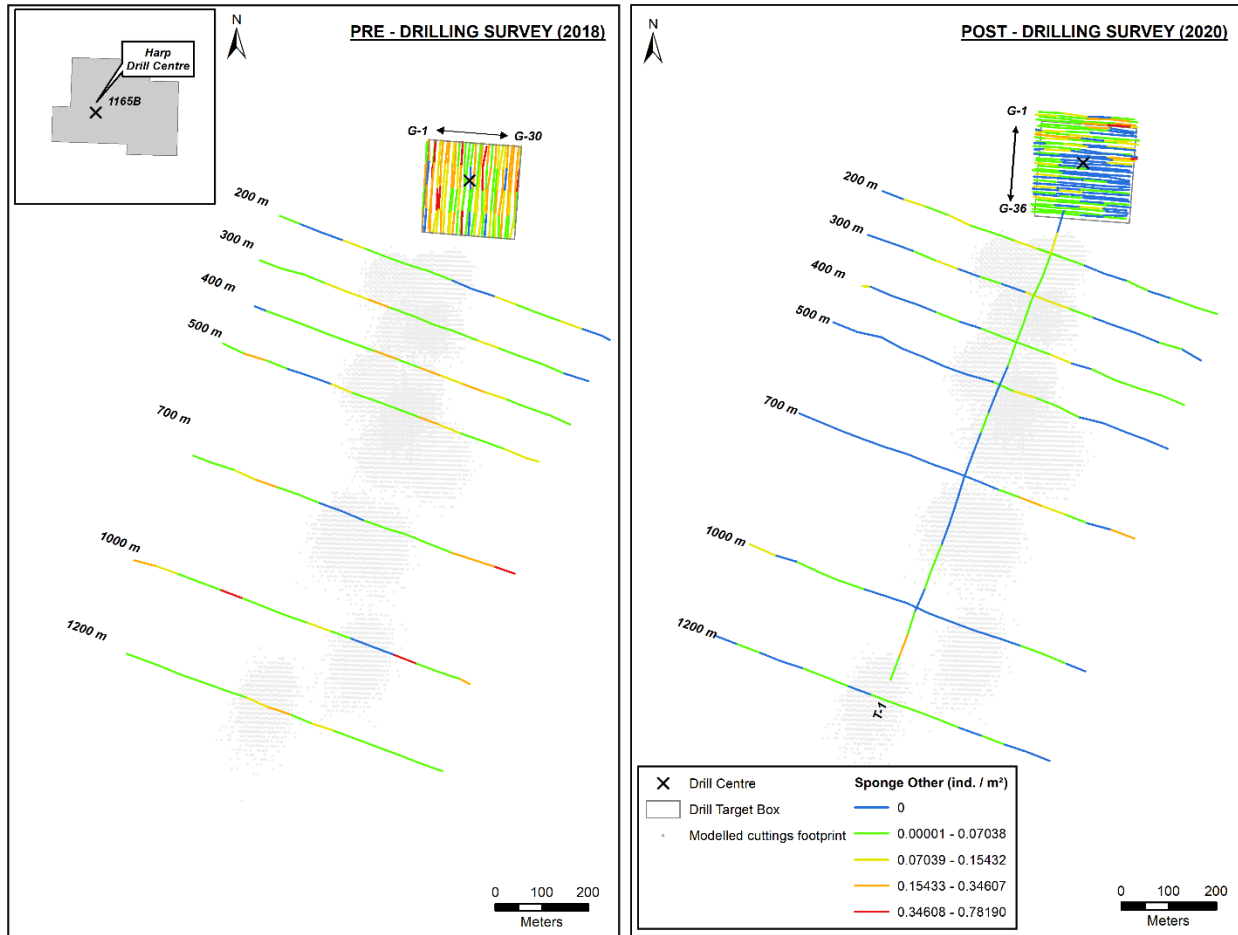 N
PRE - DRILLING SURVEY (2018)
Harp
Drill Centre
1165B
G-1
G-30
200 m
300 m
400 m
500 m
700 m
1000 m
1200 m
0 100 200
Meters
N
POST - DRILLING SURVEY (2020)
G-1
G-36
200 m
300 m
400 m
500 m
700 m
1000 m
1200 m
T-1
Drill Centre
Drill Target Box
Modelled cuttings footprint
Sponge Other (ind. / m²)
0
0.00001 - 0.07038
0.07039 - 0.15432
0.15433 - 0.34607
0.34608 - 0.78190
0 100 200
Meters